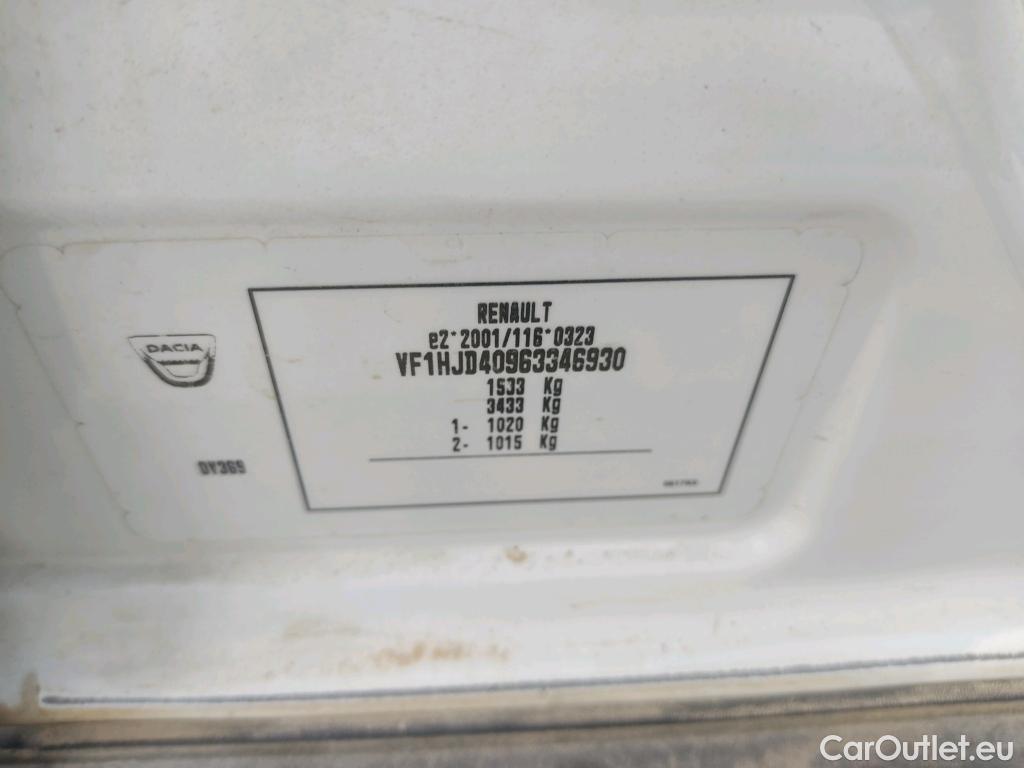 RENAULT
e2*2001/116*0323
VF1HJD40963346930
1533 Kg
3433 Kg
1- 1020 Kg
2- 1015 Kg
DACIA
DY369
CarOutlet.eu